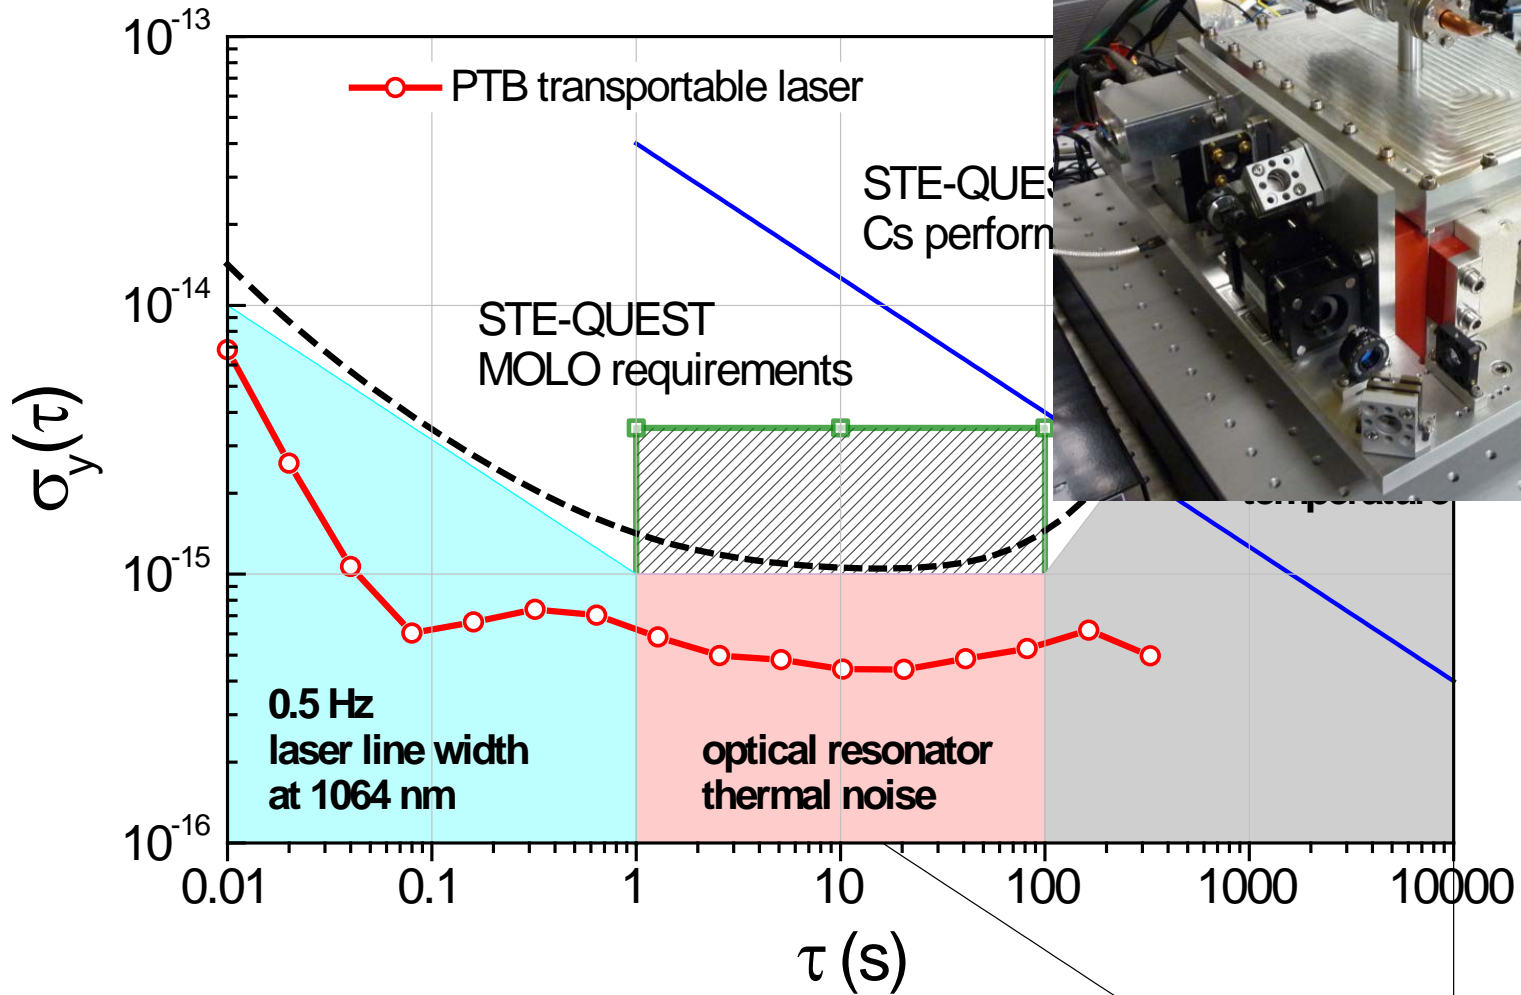 10-13
PTB transportable laser
STE-QUES
Cs perform
10-14
STE-QUEST
MOLO requirements
σy(τ)
temperature
10-15
0.5 Hz
laser line width
at 1064 nm
optical resonator
thermal noise
10-16
0.01 0.1 1 10 100 1000 10000
τ (s)